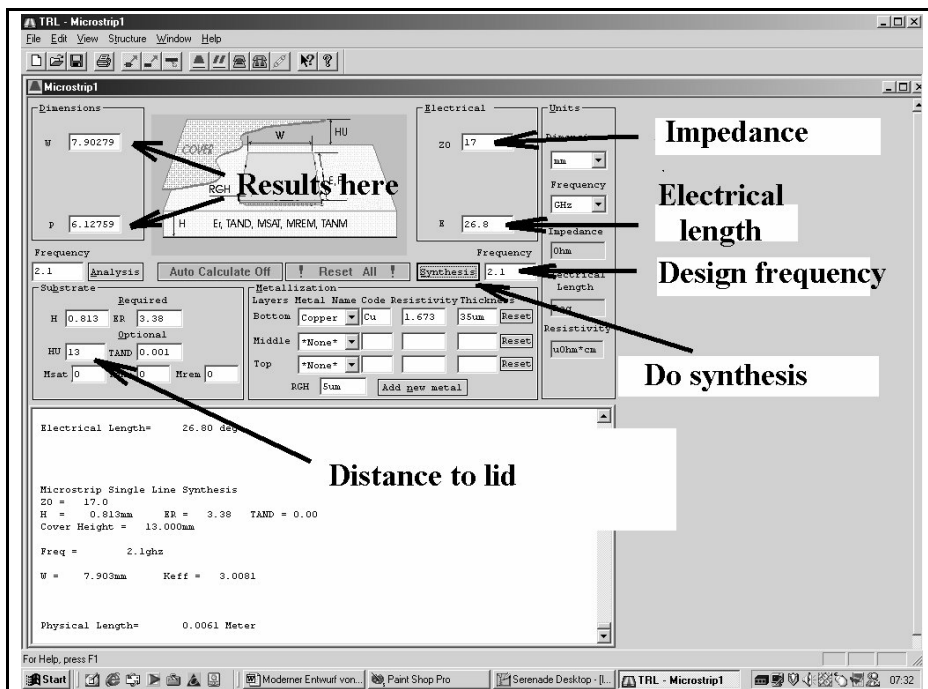 TRL - Microstrip1
File Edit View Structure Window Help
Microstrip1
Dimensions
W 7.90279
P 6.12759
COVER
W
HU
RGH
E,P
H Er, TAND, MSAT, MREM, TANM
Results here
Electrical
Z0 17
E 26.8
Units
mm
Frequency
GHz
Impedance
Ohm
Electrical
Length
Resistivity
uOhm*cm
Impedance
Electrical
length
Design frequency
Do synthesis
Frequency
2.1 Analysis
Auto Calculate Off ! Reset All !
Frequency
Synthesis 2.1
Substrate
Required
H 0.813 ER 3.38
Optional
HU 13 TAND 0.001
Msat 0 0 Mrem 0
Metallization
Layers Metal Name Code Resistivity Thickness
Bottom Copper Cu 1.673 35um Reset
Middle *None* Reset
Top *None* Reset
RGH 5um Add new metal
Distance to lid
Electrical Length= 26.80 deg
Microstrip Single Line Synthesis
Z0 = 17.0
H = 0.813mm ER = 3.38 TAND = 0.00
Cover Height = 13.000mm
Freq = 2.1ghz
W = 7.903mm Keff = 3.0081
Physical Length= 0.0061 Meter
For Help, press F1
Start Moderner Entwurf von... Paint Shop Pro Serenade Desktop - [I... TRL - Microstrip1 07:32